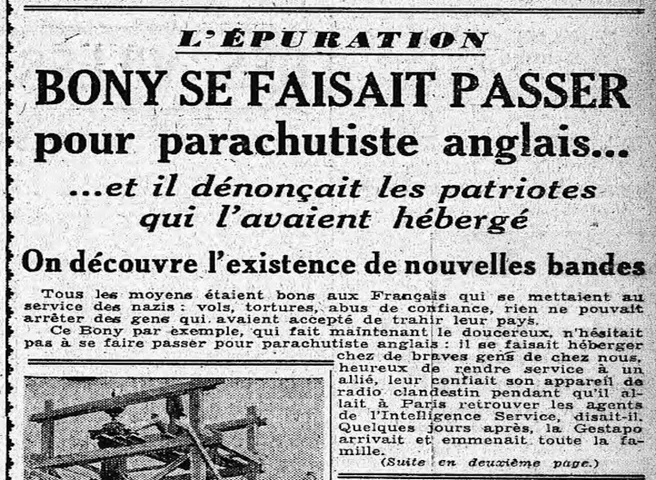 L'ÉPURATION
BONY SE FAISAIT PASSER
pour parachutiste anglais...
...et il dénonçait les patriotes
qui l'avaient hébergé
On découvre l'existence de nouvelles bandes
Tous les moyens étaient bons aux Français qui se mettaient au
service des nazis : vols, tortures, abus de confiance, rien ne pouvait
arrêter des gens qui avaient accepté de trahir leur pays.
Ce Bony par exemple, qui fait maintenant le doucereux, n'hésitait
pas à se faire passer pour parachutiste anglais : il se faisait héberger
chez de braves gens de chez nous,
heureux de rendre service à un
allié, leur confiait son appareil de
radio clandestin pendant qu'il al-
lait à Paris retrouver les agents
de l'Intelligence Service, disait-il.
Quelques jours après, la Gestapo
arrivait et emmenait toute la fa-
mille.
(Suite en deuxième page.)